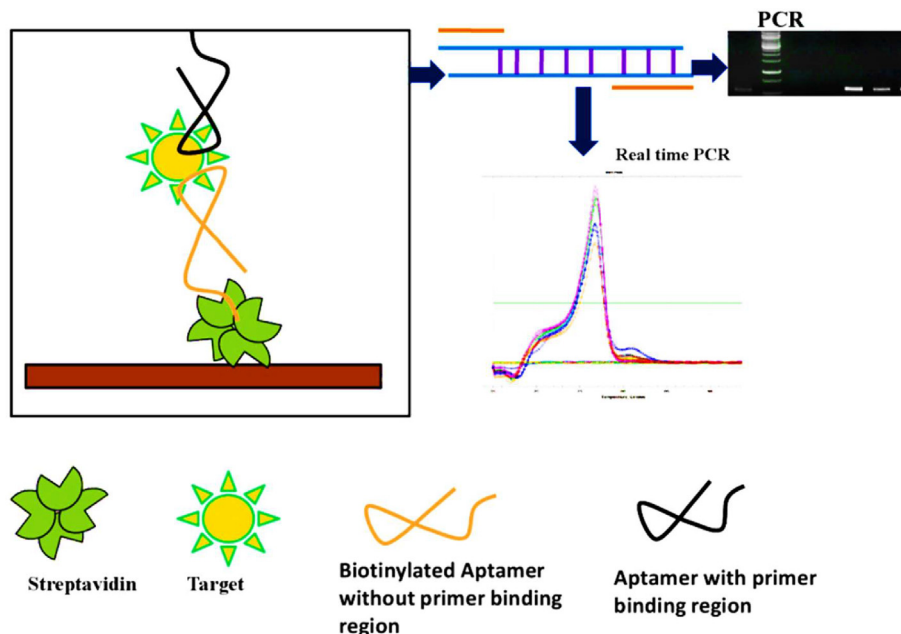 PCR
Real time PCR
Streptavidin
Target
Biotinylated Aptamer
without primer binding
region
Aptamer with primer
binding region